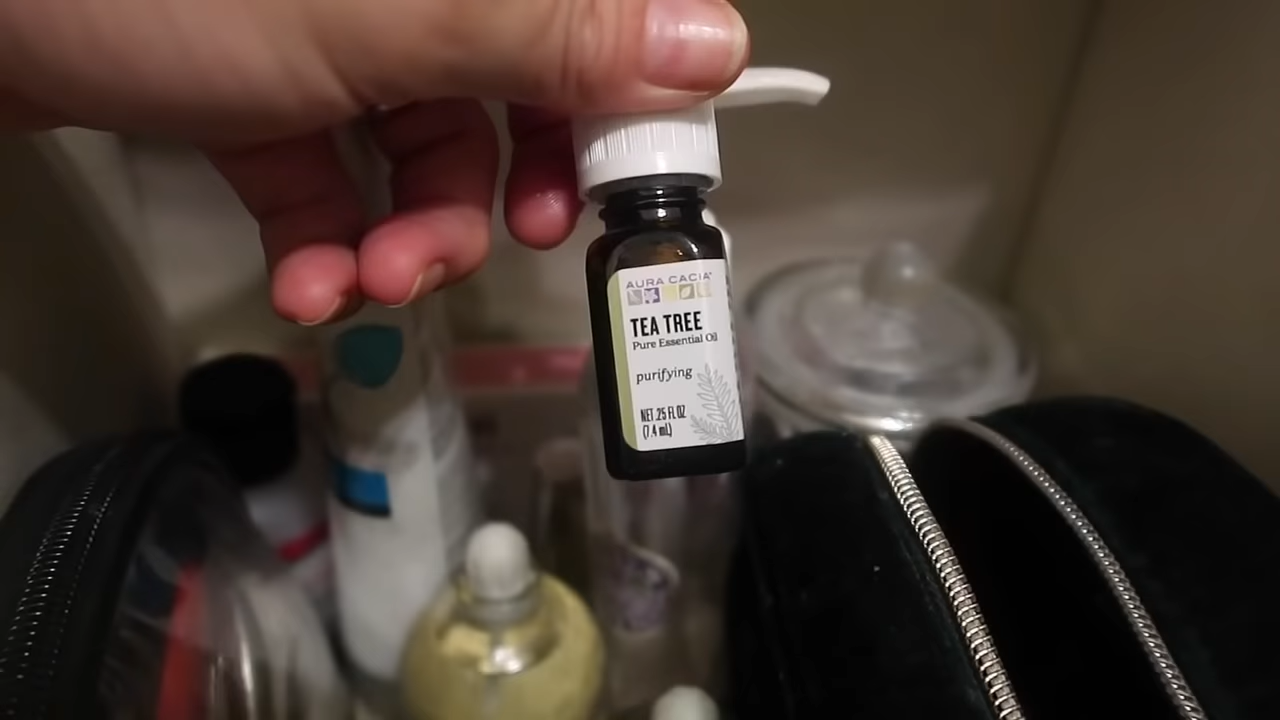 AURA CACIA
TEA TREE
Pure Essential Oil
purifying
NET .25 FL OZ
(7.4 mL)